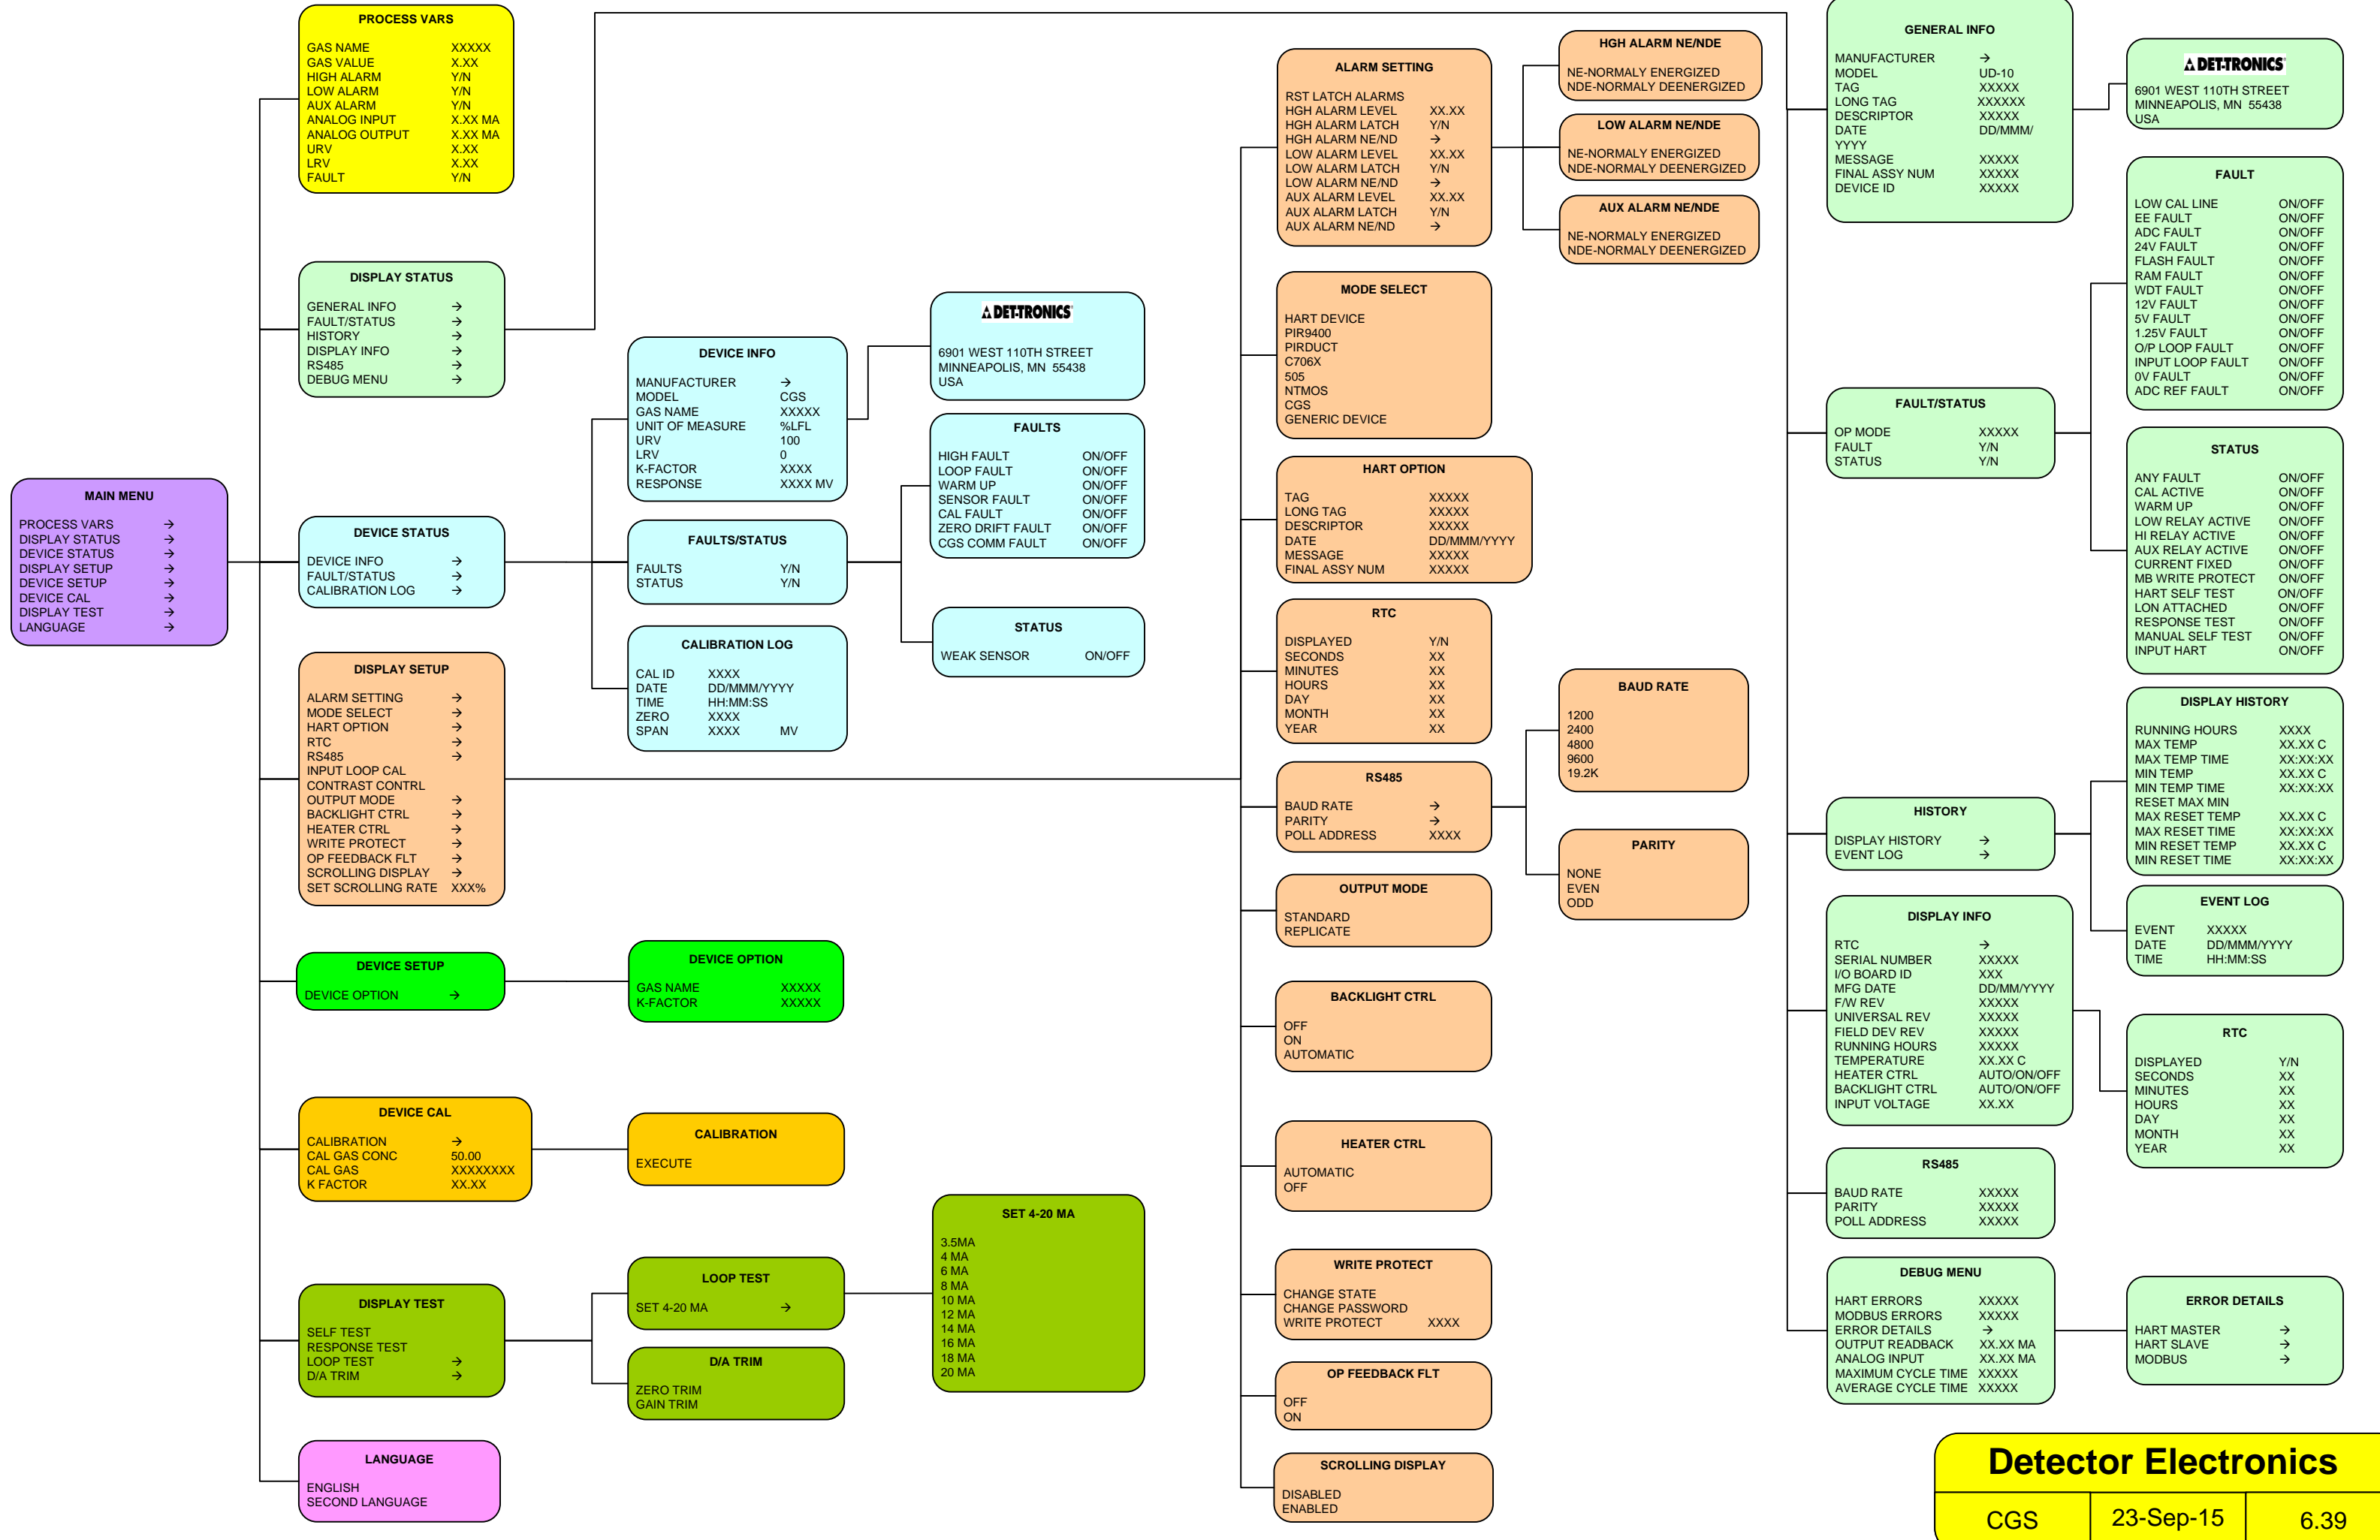 MAIN MENU
PROCESS VARS →
DISPLAY STATUS →
DEVICE STATUS →
DISPLAY SETUP →
DEVICE SETUP →
DEVICE CAL →
DISPLAY TEST →
LANGUAGE →
PROCESS VARS
GAS NAME XXXXX
GAS VALUE X.XX
HIGH ALARM Y/N
LOW ALARM Y/N
AUX ALARM Y/N
ANALOG INPUT X.XX MA
ANALOG OUTPUT X.XX MA
URV X.XX
LRV X.XX
FAULT Y/N
DISPLAY STATUS
GENERAL INFO →
FAULT/STATUS →
HISTORY →
DISPLAY INFO →
RS485 →
DEBUG MENU →
DEVICE STATUS
DEVICE INFO →
FAULT/STATUS →
CALIBRATION LOG →
DISPLAY SETUP
ALARM SETTING →
MODE SELECT →
HART OPTION →
RTC →
RS485 →
INPUT LOOP CAL
CONTRAST CONTRL
OUTPUT MODE →
BACKLIGHT CTRL →
HEATER CTRL →
WRITE PROTECT →
OP FEEDBACK FLT →
SCROLLING DISPLAY →
SET SCROLLING RATE XXX%
DEVICE SETUP
DEVICE OPTION →
DEVICE CAL
CALIBRATION →
CAL GAS CONC 50.00
CAL GAS XXXXXXXX
K FACTOR XX.XX
DISPLAY TEST
SELF TEST
RESPONSE TEST
LOOP TEST →
D/A TRIM →
LANGUAGE
ENGLISH
SECOND LANGUAGE
DEVICE INFO
MANUFACTURER →
MODEL CGS
GAS NAME XXXXX
UNIT OF MEASURE %LFL
URV 100
LRV 0
K-FACTOR XXXX
RESPONSE XXXX MV
FAULTS/STATUS
FAULTS Y/N
STATUS Y/N
CALIBRATION LOG
CAL ID XXXX
DATE DD/MMM/YYYY
TIME HH:MM:SS
ZERO XXXX
SPAN XXXX MV
DEVICE OPTION
GAS NAME XXXXX
K-FACTOR XXXXX
CALIBRATION
EXECUTE
LOOP TEST
SET 4-20 MA →
D/A TRIM
ZERO TRIM
GAIN TRIM
DET-TRONICS
6901 WEST 110TH STREET
MINNEAPOLIS, MN 55438
USA
FAULTS
HIGH FAULT ON/OFF
LOOP FAULT ON/OFF
WARM UP ON/OFF
SENSOR FAULT ON/OFF
CAL FAULT ON/OFF
ZERO DRIFT FAULT ON/OFF
CGS COMM FAULT ON/OFF
STATUS
WEAK SENSOR ON/OFF
SET 4-20 MA
3.5MA
4 MA
6 MA
8 MA
10 MA
12 MA
14 MA
16 MA
18 MA
20 MA
ALARM SETTING
RST LATCH ALARMS
HGH ALARM LEVEL XX.XX
HGH ALARM LATCH Y/N
HGH ALARM NE/ND →
LOW ALARM LEVEL XX.XX
LOW ALARM LATCH Y/N
LOW ALARM NE/ND →
AUX ALARM LEVEL XX.XX
AUX ALARM LATCH Y/N
AUX ALARM NE/ND →
MODE SELECT
HART DEVICE
PIR9400
PIRDUCT
C706X
505
NTMOS
CGS
GENERIC DEVICE
HART OPTION
TAG XXXXX
LONG TAG XXXXX
DESCRIPTOR XXXXX
DATE DD/MMM/YYYY
MESSAGE XXXXX
FINAL ASSY NUM XXXXX
RTC
DISPLAYED Y/N
SECONDS XX
MINUTES XX
HOURS XX
DAY XX
MONTH XX
YEAR XX
RS485
BAUD RATE →
PARITY →
POLL ADDRESS XXXX
OUTPUT MODE
STANDARD
REPLICATE
BACKLIGHT CTRL
OFF
ON
AUTOMATIC
HEATER CTRL
AUTOMATIC
OFF
WRITE PROTECT
CHANGE STATE
CHANGE PASSWORD
WRITE PROTECT XXXX
OP FEEDBACK FLT
OFF
ON
SCROLLING DISPLAY
DISABLED
ENABLED
HGH ALARM NE/NDE
NE-NORMALY ENERGIZED
NDE-NORMALY DEENERGIZED
LOW ALARM NE/NDE
NE-NORMALY ENERGIZED
NDE-NORMALY DEENERGIZED
AUX ALARM NE/NDE
NE-NORMALY ENERGIZED
NDE-NORMALY DEENERGIZED
BAUD RATE
1200
2400
4800
9600
19.2K
PARITY
NONE
EVEN
ODD
GENERAL INFO
MANUFACTURER →
MODEL UD-10
TAG XXXXX
LONG TAG XXXXXX
DESCRIPTOR XXXXX
DATE DD/MMM/
YYYY
MESSAGE XXXXX
FINAL ASSY NUM XXXXX
DEVICE ID XXXXX
FAULT/STATUS
OP MODE XXXXX
FAULT Y/N
STATUS Y/N
HISTORY
DISPLAY HISTORY →
EVENT LOG →
DISPLAY INFO
RTC →
SERIAL NUMBER XXXXX
I/O BOARD ID XXX
MFG DATE DD/MM/YYYY
F/W REV XXXXX
UNIVERSAL REV XXXXX
FIELD DEV REV XXXXX
RUNNING HOURS XXXXX
TEMPERATURE XX.XX C
HEATER CTRL AUTO/ON/OFF
BACKLIGHT CTRL AUTO/ON/OFF
INPUT VOLTAGE XX.XX
RS485
BAUD RATE XXXXX
PARITY XXXXX
POLL ADDRESS XXXXX
DEBUG MENU
HART ERRORS XXXXX
MODBUS ERRORS XXXXX
ERROR DETAILS →
OUTPUT READBACK XX.XX MA
ANALOG INPUT XX.XX MA
MAXIMUM CYCLE TIME XXXXX
AVERAGE CYCLE TIME XXXXX
DET-TRONICS
6901 WEST 110TH STREET
MINNEAPOLIS, MN 55438
USA
FAULT
LOW CAL LINE ON/OFF
EE FAULT ON/OFF
ADC FAULT ON/OFF
24V FAULT ON/OFF
FLASH FAULT ON/OFF
RAM FAULT ON/OFF
WDT FAULT ON/OFF
12V FAULT ON/OFF
5V FAULT ON/OFF
1.25V FAULT ON/OFF
O/P LOOP FAULT ON/OFF
INPUT LOOP FAULT ON/OFF
0V FAULT ON/OFF
ADC REF FAULT ON/OFF
STATUS
ANY FAULT ON/OFF
CAL ACTIVE ON/OFF
WARM UP ON/OFF
LOW RELAY ACTIVE ON/OFF
HI RELAY ACTIVE ON/OFF
AUX RELAY ACTIVE ON/OFF
CURRENT FIXED ON/OFF
MB WRITE PROTECT ON/OFF
HART SELF TEST ON/OFF
LON ATTACHED ON/OFF
RESPONSE TEST ON/OFF
MANUAL SELF TEST ON/OFF
INPUT HART ON/OFF
DISPLAY HISTORY
RUNNING HOURS XXXX
MAX TEMP XX.XX C
MAX TEMP TIME XX:XX:XX
MIN TEMP XX.XX C
MIN TEMP TIME XX:XX:XX
RESET MAX MIN
MAX RESET TEMP XX.XX C
MAX RESET TIME XX:XX:XX
MIN RESET TEMP XX.XX C
MIN RESET TIME XX:XX:XX
EVENT LOG
EVENT XXXXX
DATE DD/MMM/YYYY
TIME HH:MM:SS
RTC
DISPLAYED Y/N
SECONDS XX
MINUTES XX
HOURS XX
DAY XX
MONTH XX
YEAR XX
ERROR DETAILS
HART MASTER →
HART SLAVE →
MODBUS →
Detector Electronics
CGS 23-Sep-15 6.39